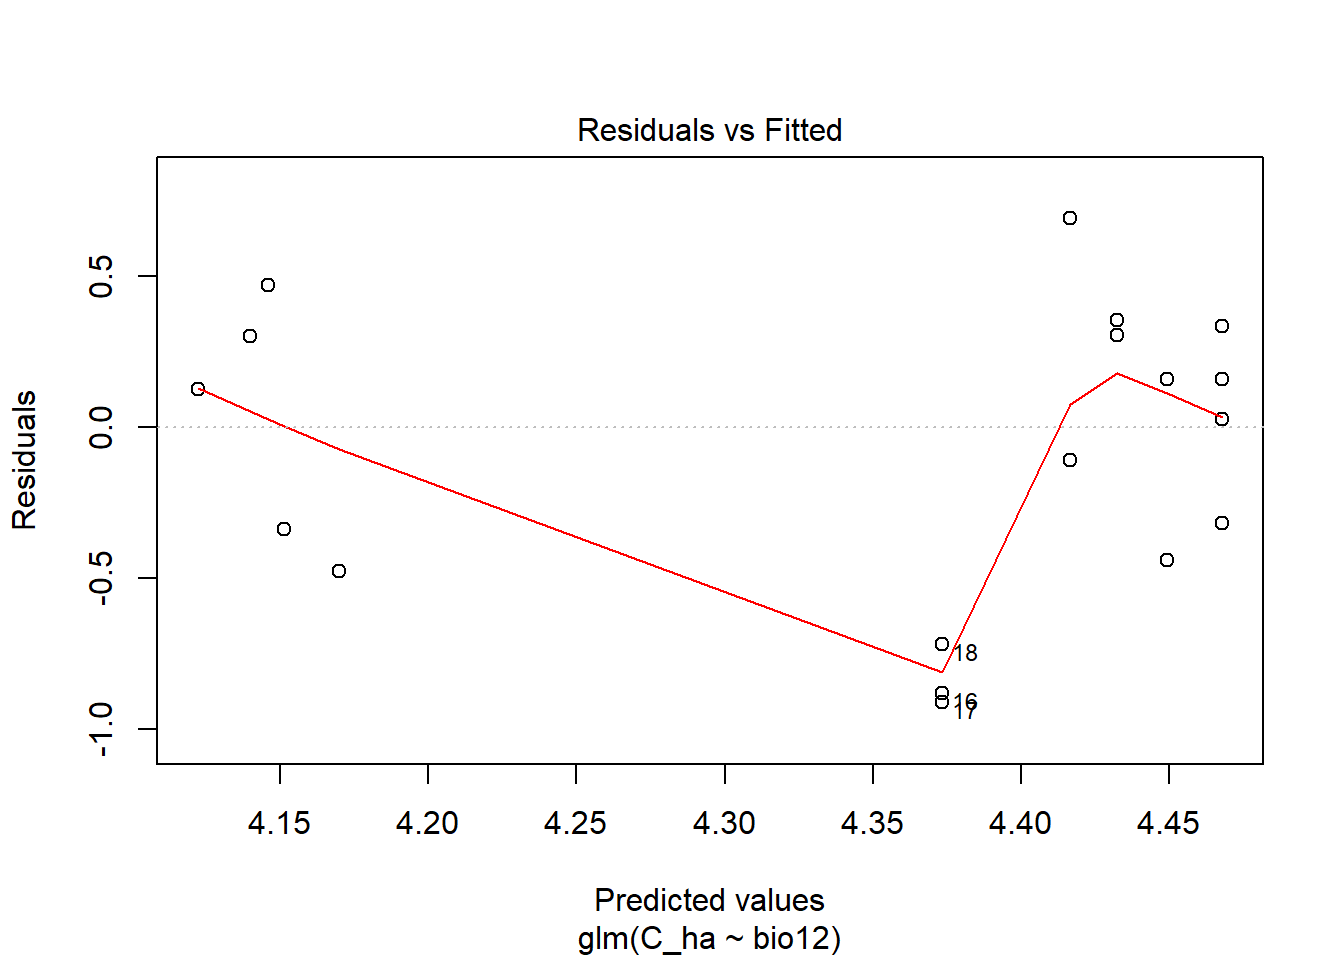 Residuals vs Fitted
Residuals
0.5
0.0
-0.5
-1.0
18
16
17
4.15 4.20 4.25 4.30 4.35 4.40 4.45
Predicted values
glm(C_ha ~ bio12)